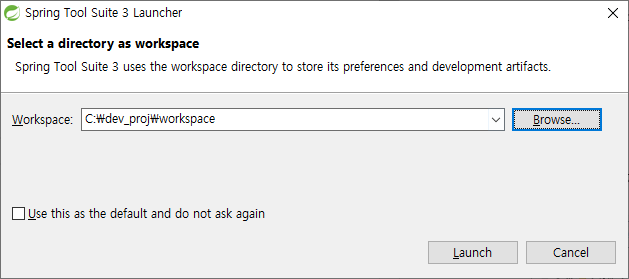 Spring Tool Suite 3 Launcher
Select a directory as workspace
Spring Tool Suite 3 uses the workspace directory to store its preferences and development artifacts.
Workspace: C:₩dev_proj₩workspace Browse...
Use this as the default and do not ask again
Launch Cancel